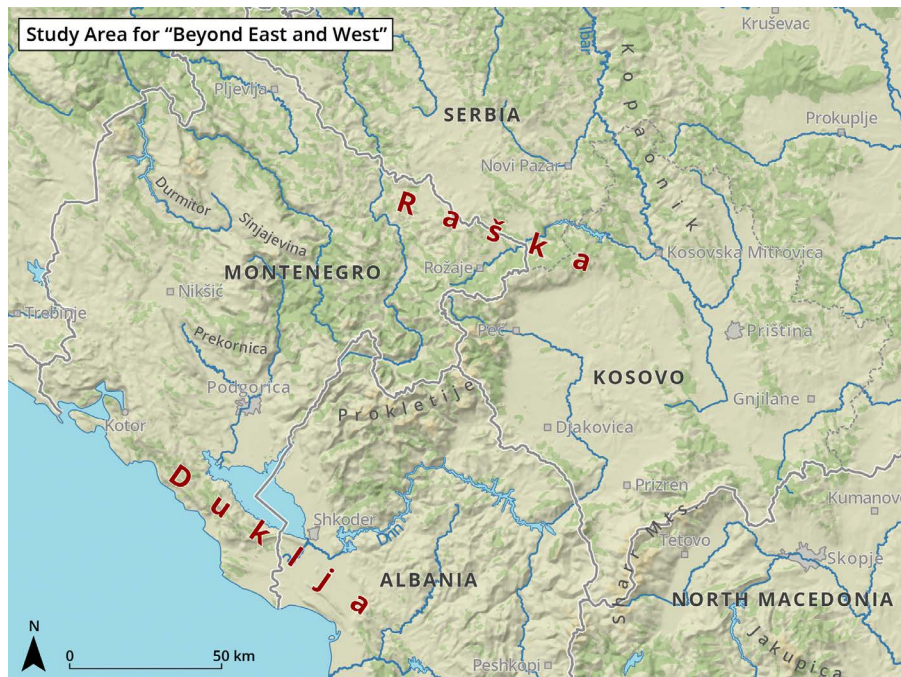 Study Area for “Beyond East and West”
Kruševac
Ibar
Kopaonik
Pljevlja
SERBIA
Prokuplje
Novi Pazar
Durmitor
Raška
Sinjajevina
Kosovska Mitrovica
Rožaje
MONTENEGRO
Nikšić
Trebinje
Peć
Priština
Prekornica
KOSOVO
Podgorica
Prokletije
Gnjilane
Kotor
Djakovica
Duklja
Prizren
Kumanovo
Shkoder
Drin
Tetovo
Skopje
Sharr Mts
ALBANIA
NORTH MACEDONIA
N
0
50 km
Peshkopi
Jakupica